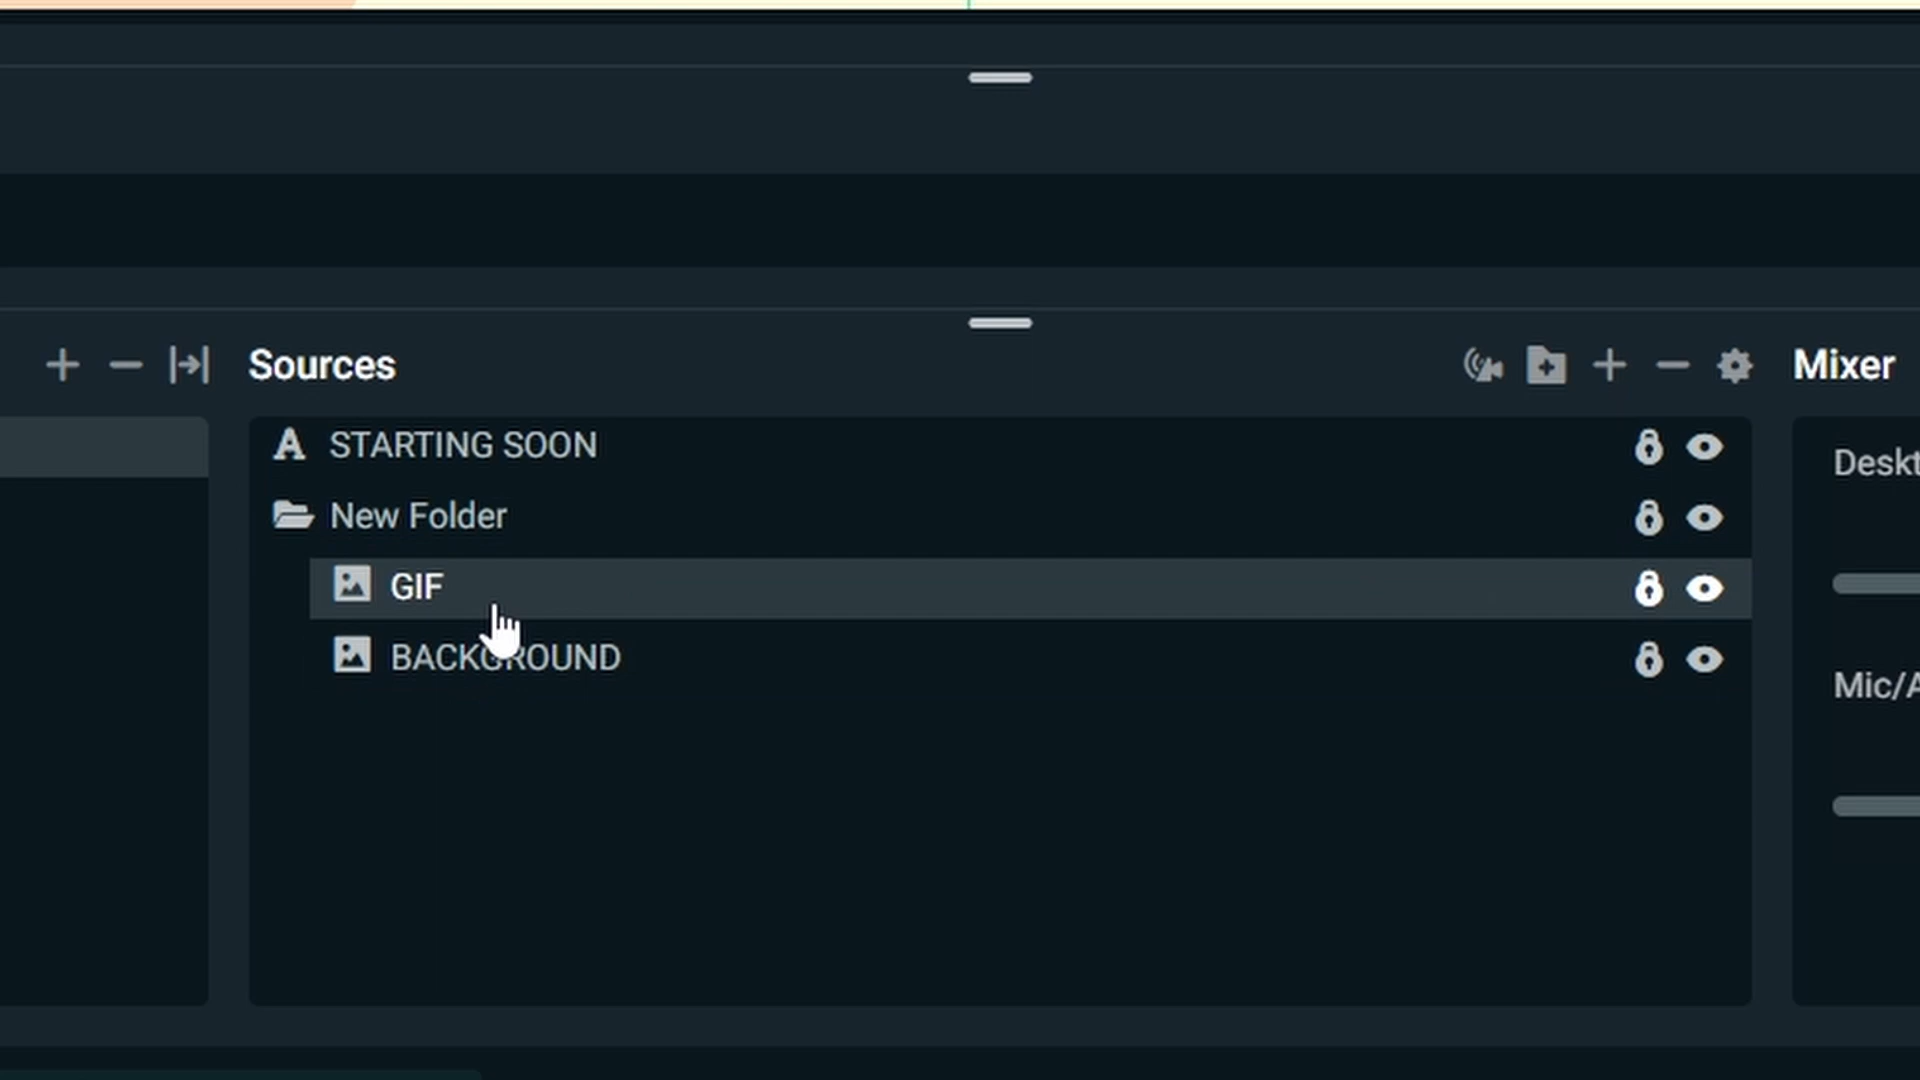 Sources
Mixer
STARTING SOON
New Folder
GIF
BACKGROUND
Deskt
Mic/A